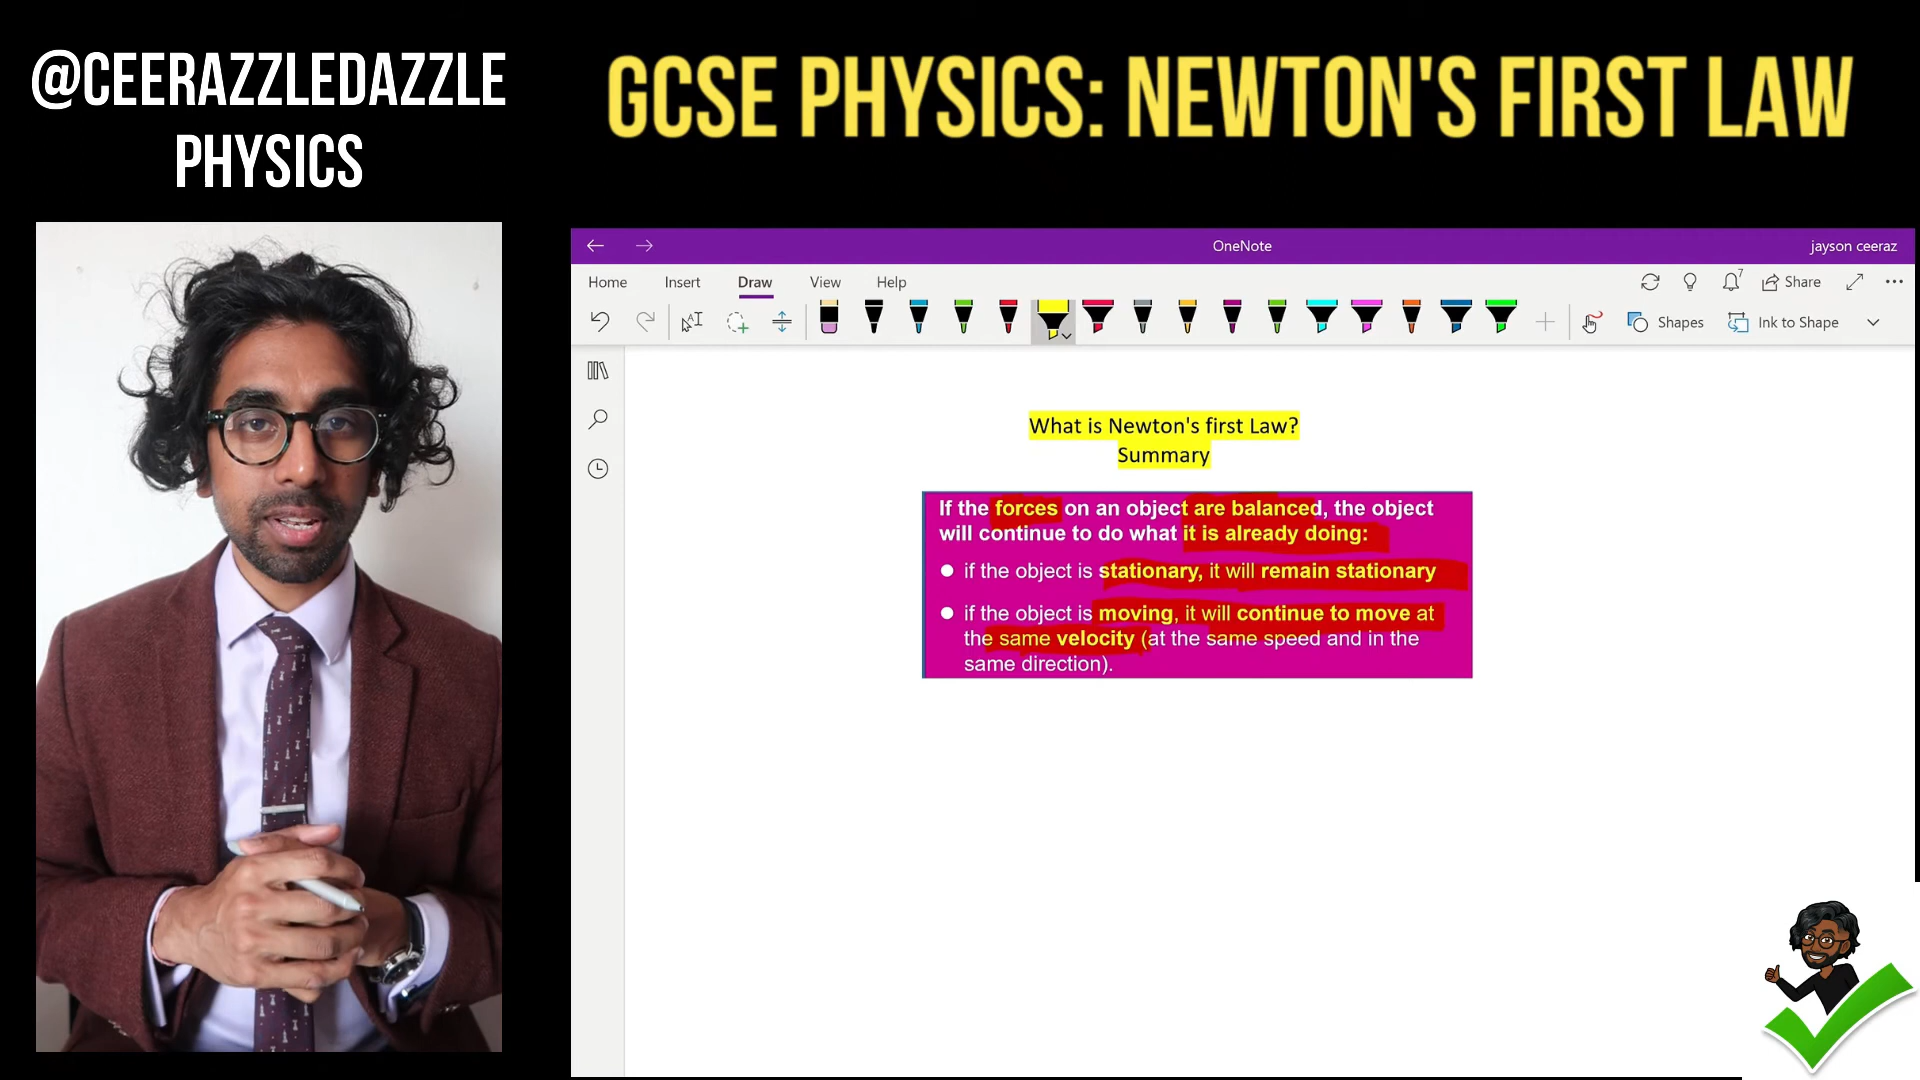 @CEERAZZLEDAZZLE
PHYSICS
GCSE PHYSICS: NEWTON'S FIRST LAW
OneNote
jayson ceeraz
Home Insert Draw View Help
7
Share
Shapes
Ink to Shape
What is Newton's first Law?
Summary
If the forces on an object are balanced, the object
will continue to do what it is already doing:
if the object is stationary, it will remain stationary
if the object is moving, it will continue to move at
the same velocity (at the same speed and in the
same direction).